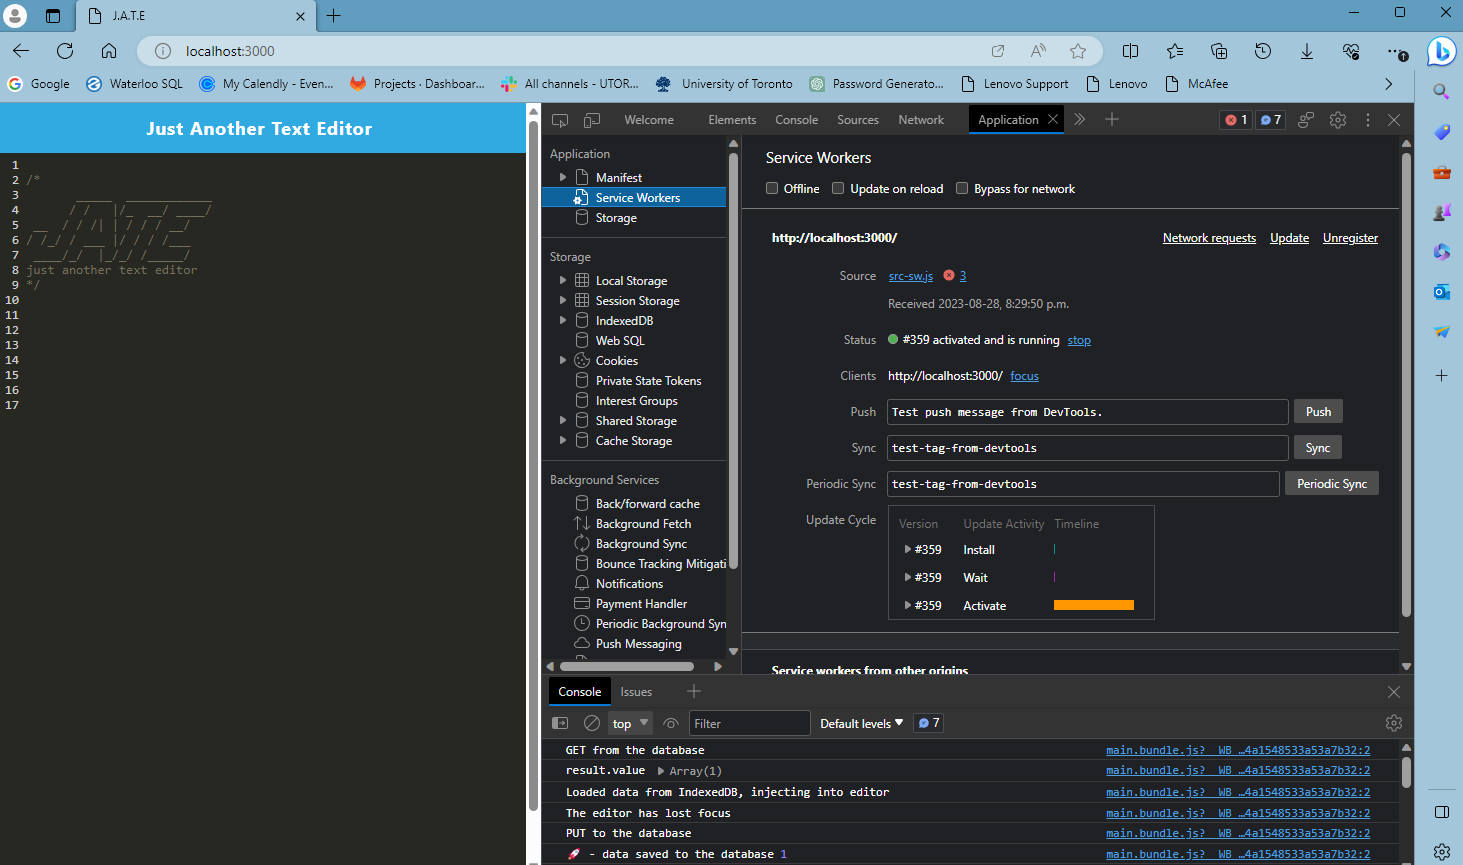 J.A.T.E
localhost:3000
Google
Waterloo SQL
My Calendly - Even...
Projects · Dashboar...
All channels - UTOR...
University of Toronto
Password Generato...
Lenovo Support
Lenovo
McAfee
Just Another Text Editor
1
2 /*
3
4
5
6
7
8 just another text editor
9 */
10
11
12
13
14
15
16
17
Welcome
Elements
Console
Sources
Network
Application
1
7
Application
Manifest
Service Workers
Storage
Storage
Local Storage
Session Storage
IndexedDB
Web SQL
Cookies
Private State Tokens
Interest Groups
Shared Storage
Cache Storage
Background Services
Back/forward cache
Background Fetch
Background Sync
Bounce Tracking Mitigati
Notifications
Payment Handler
Periodic Background Syn
Push Messaging
Service Workers
Offline
Update on reload
Bypass for network
http://localhost:3000/
Network requests
Update
Unregister
Source src-sw.js 3
Received 2023-08-28, 8:29:50 p.m.
Status #359 activated and is running stop
Clients http://localhost:3000/ focus
Push Test push message from DevTools. Push
Sync test-tag-from-devtools Sync
Periodic Sync test-tag-from-devtools Periodic Sync
Update Cycle
Version Update Activity Timeline
#359 Install
#359 Wait
#359 Activate
Service workers from other origins
Console
Issues
top
Filter
Default levels
7
GET from the database main.bundle.js?__WB_…4a1548533a53a7b32:2
result.value Array(1) main.bundle.js?__WB_…4a1548533a53a7b32:2
Loaded data from IndexedDB, injecting into editor main.bundle.js?__WB_…4a1548533a53a7b32:2
The editor has lost focus main.bundle.js?__WB_…4a1548533a53a7b32:2
PUT to the database main.bundle.js?__WB_…4a1548533a53a7b32:2
🚀 - data saved to the database 1 main.bundle.js?__WB_…4a1548533a53a7b32:2